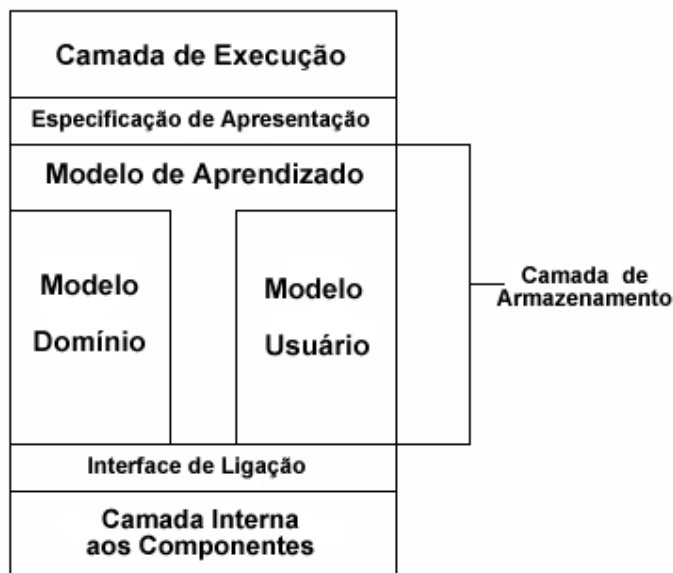 Camada de Execução
Especificação de Apresentação
Modelo de Aprendizado
Modelo
Domínio
Modelo
Usuário
Camada de
Armazenamento
Interface de Ligação
Camada Interna
aos Componentes